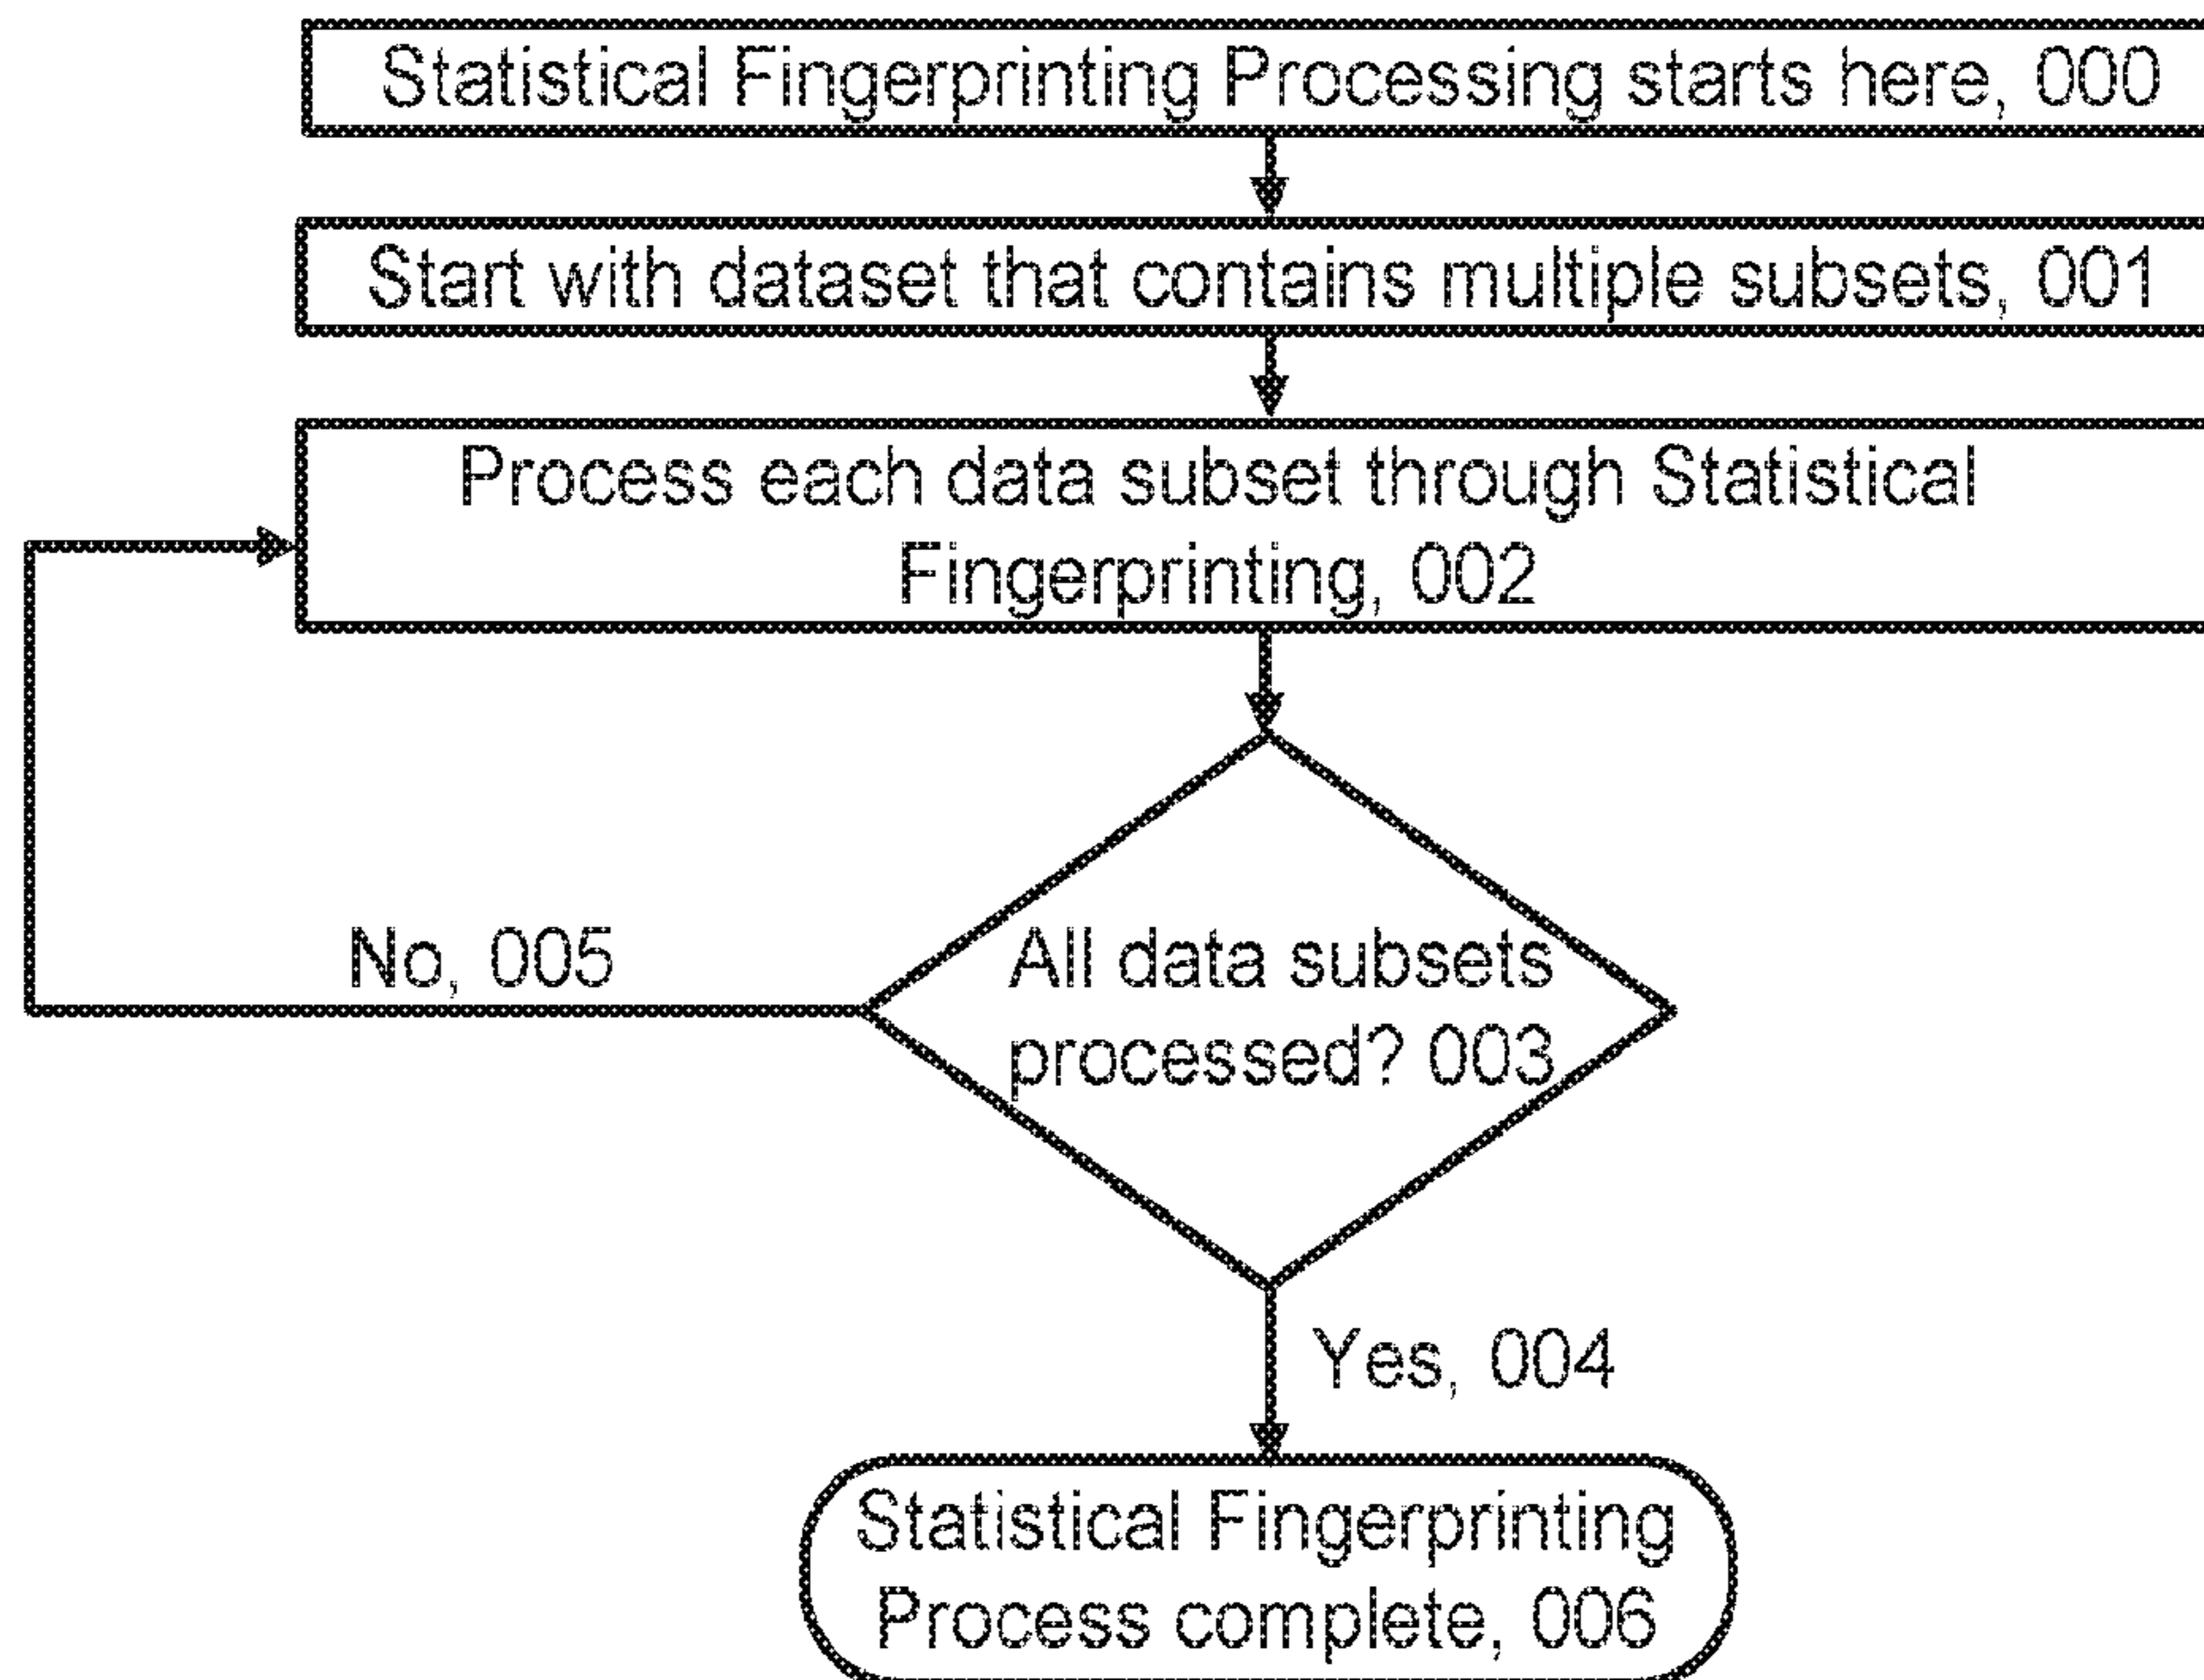 Statistical Fingerprinting Processing starts here, 000
Start with dataset that contains multiple subsets, 001
Process each data subset through Statistical
Fingerprinting, 002
No, 005
All data subsets
processed? 003
Yes, 004
Statistical Fingerprinting
Process complete, 006